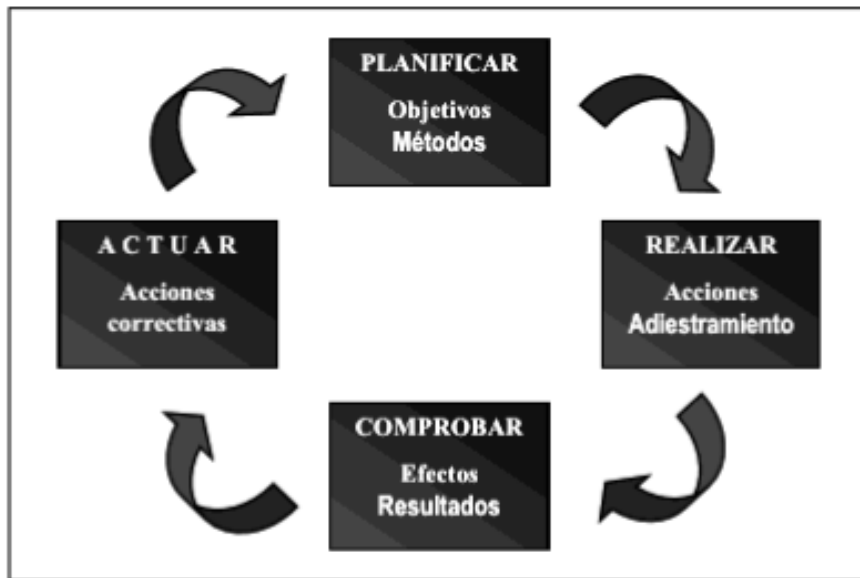 PLANIFICAR
Objetivos
Métodos
ACTUAR
Acciones
correctivas
REALIZAR
Acciones
Adiestramiento
COMPROBAR
Efectos
Resultados